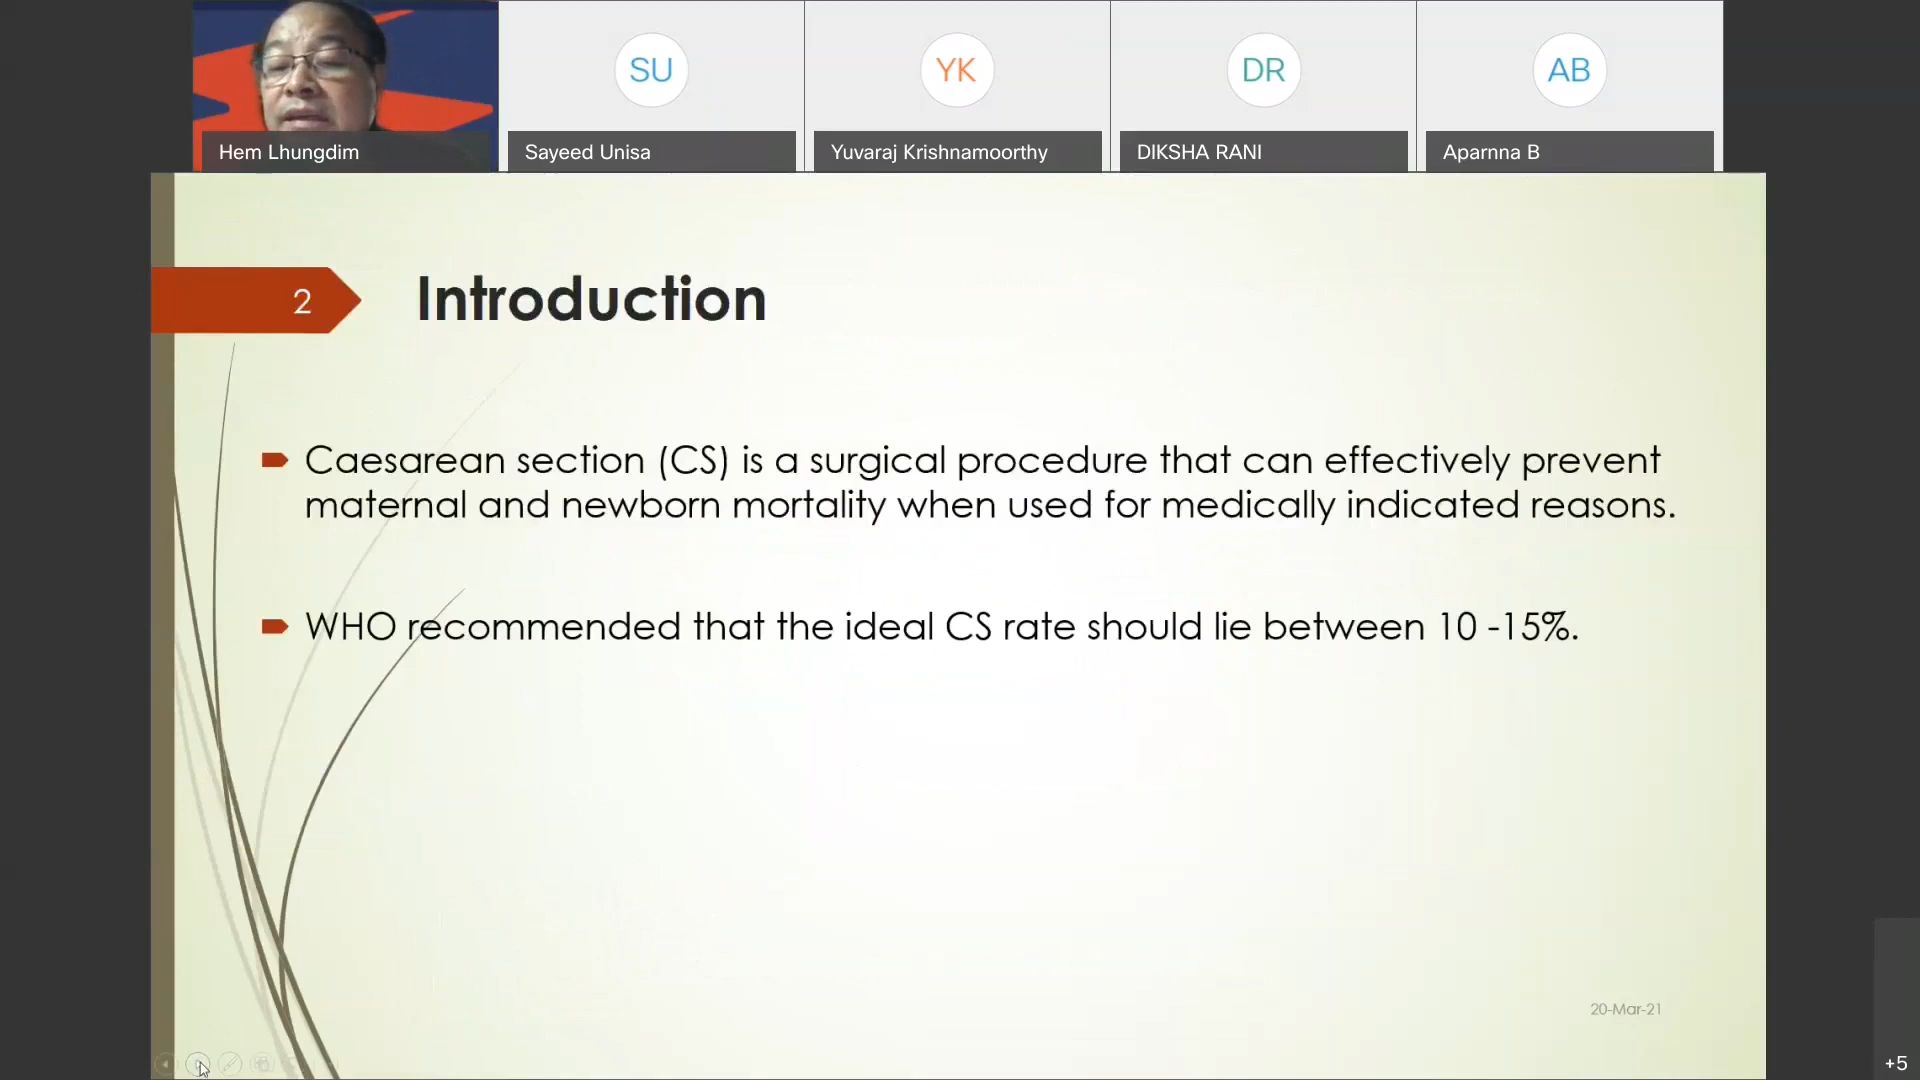 SU
YK
DR
AB
Hem Lhungdim
Sayeed Unisa
Yuvaraj Krishnamoorthy
DIKSHA RANI
Aparnna B
2
Introduction
Caesarean section (CS) is a surgical procedure that can effectively prevent
maternal and newborn mortality when used for medically indicated reasons.
WHO recommended that the ideal CS rate should lie between 10 -15%.
20-Mar-21
+5